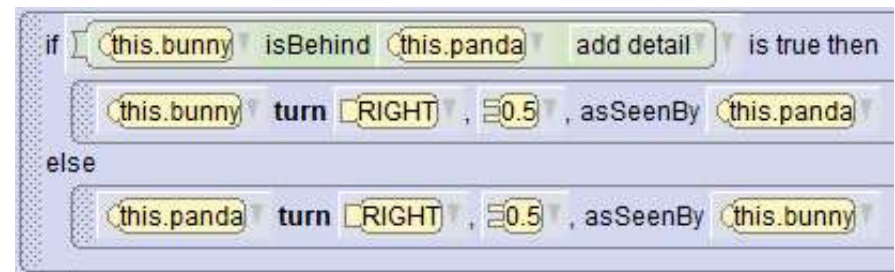 if this.bunny isBehind this.panda add detail is true then
this.bunny turn RIGHT , 0.5 , asSeenBy this.panda
else
this.panda turn RIGHT , 0.5 , asSeenBy this.bunny